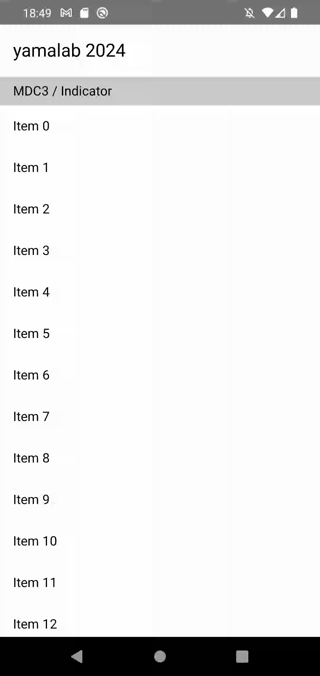 18:49
yamalab 2024
MDC3 / Indicator
Item 0
Item 1
Item 2
Item 3
Item 4
Item 5
Item 6
Item 7
Item 8
Item 9
Item 10
Item 11
Item 12